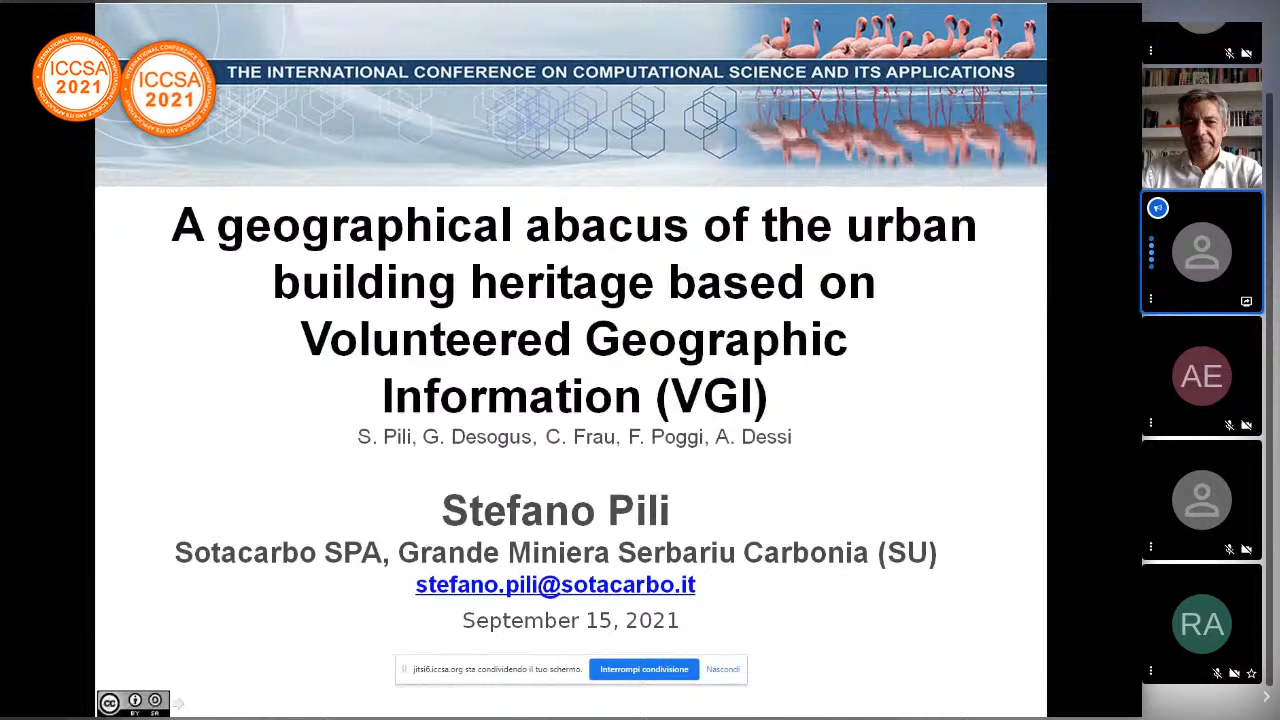 ICCSA
2021
ICCSA
2021
THE INTERNATIONAL CONFERENCE ON COMPUTATIONAL SCIENCE AND ITS APPLICATIONS
A geographical abacus of the urban
building heritage based on
Volunteered Geographic
Information (VGI)
S. Pili, G. Desogus, C. Frau, F. Poggi, A. Dessi
Stefano Pili
Sotacarbo SPA, Grande Miniera Serbariu Carbonia (SU)
stefano.pili@sotacarbo.it
September 15, 2021
jitsi6.iccsa.org sta condividendo il tuo schermo. Interrompi condivisione Nascondi
cc BY SA
AE
RA